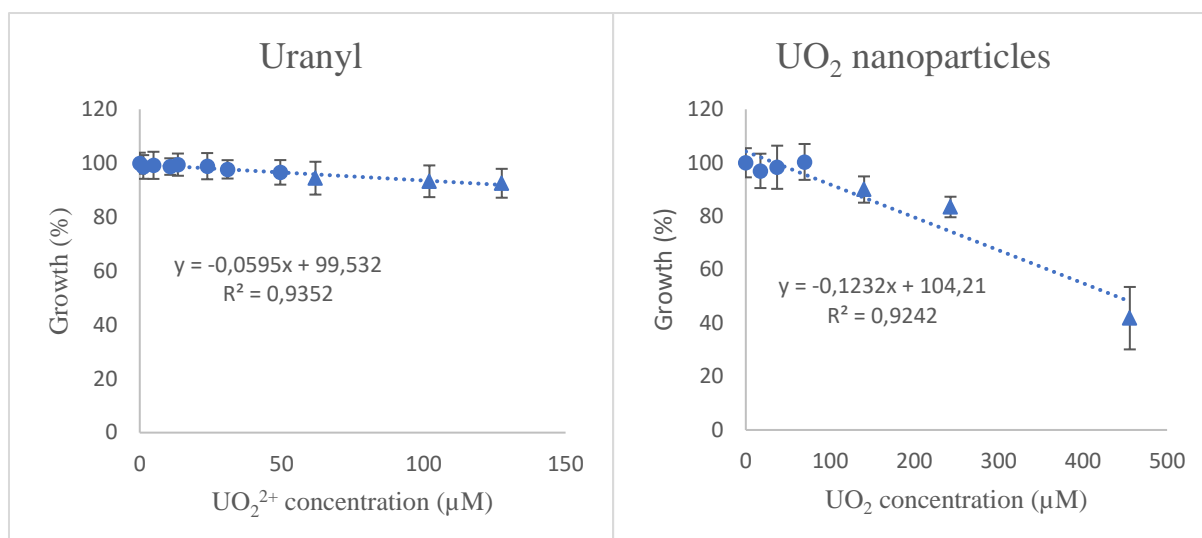 Uranyl
120
100
80
60
40
20
0
Growth (%)
y = -0,0595x + 99,532
R² = 0,9352
0 50 100 150
UO₂²⁺ concentration (µM)
UO₂ nanoparticles
120
100
80
60
40
20
0
Growth (%)
y = -0,1232x + 104,21
R² = 0,9242
0 100 200 300 400 500
UO₂ concentration (µM)